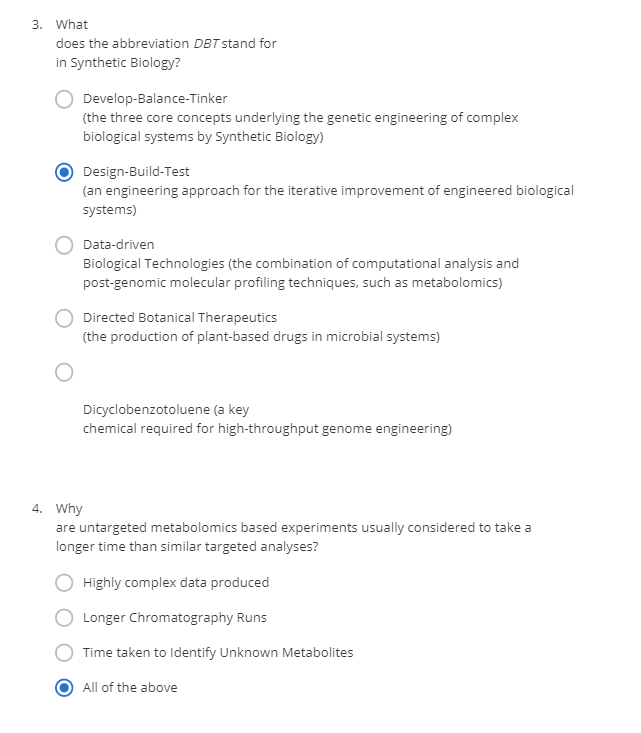 3. What
does the abbreviation DBT stand for
in Synthetic Biology?
Develop-Balance-Tinker
(the three core concepts underlying the genetic engineering of complex
biological systems by Synthetic Biology)
Design-Build-Test
(an engineering approach for the iterative improvement of engineered biological
systems)
Data-driven
Biological Technologies (the combination of computational analysis and
post-genomic molecular profiling techniques, such as metabolomics)
Directed Botanical Therapeutics
(the production of plant-based drugs in microbial systems)
Dicyclobenzotoluene (a key
chemical required for high-throughput genome engineering)
4. Why
are untargeted metabolomics based experiments usually considered to take a
longer time than similar targeted analyses?
Highly complex data produced
Longer Chromatography Runs
Time taken to Identify Unknown Metabolites
All of the above